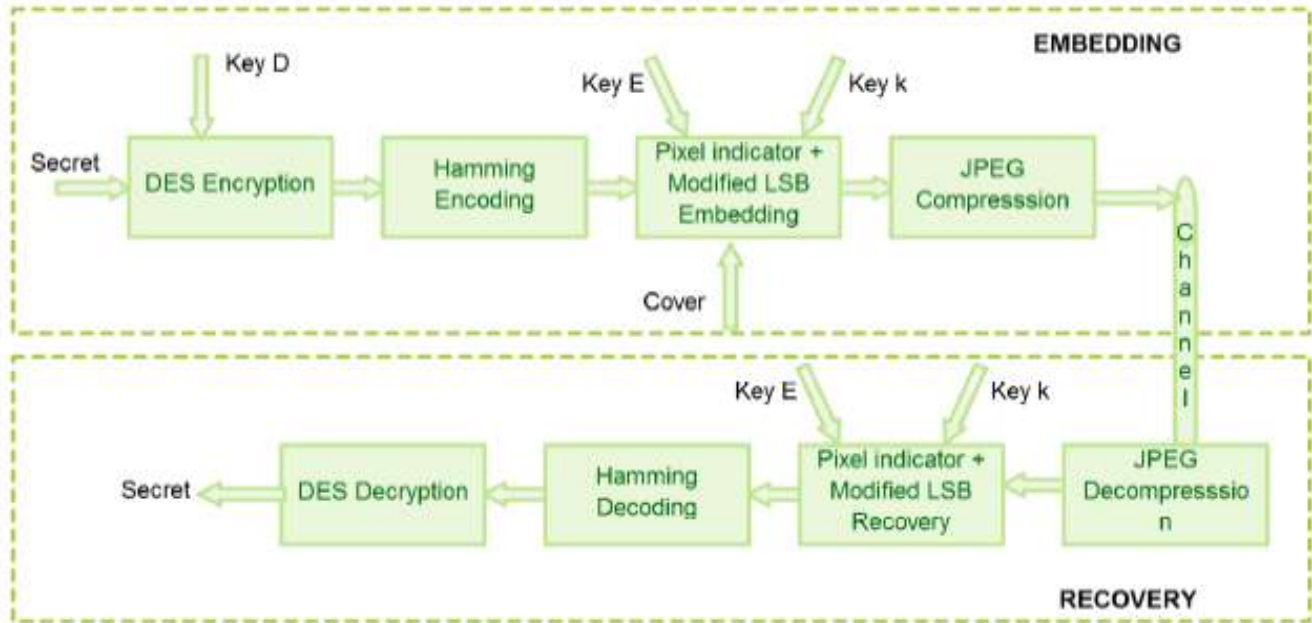 EMBEDDING
Key D
Key E
Key k
Secret
DES Encryption
Hamming
Encoding
Pixel indicator +
Modified LSB
Embedding
JPEG
Compresssion
Cover
Channel
Key E
Key k
Secret
DES Decryption
Hamming
Decoding
Pixel indicator +
Modified LSB
Recovery
JPEG
Decompresssio
n
RECOVERY